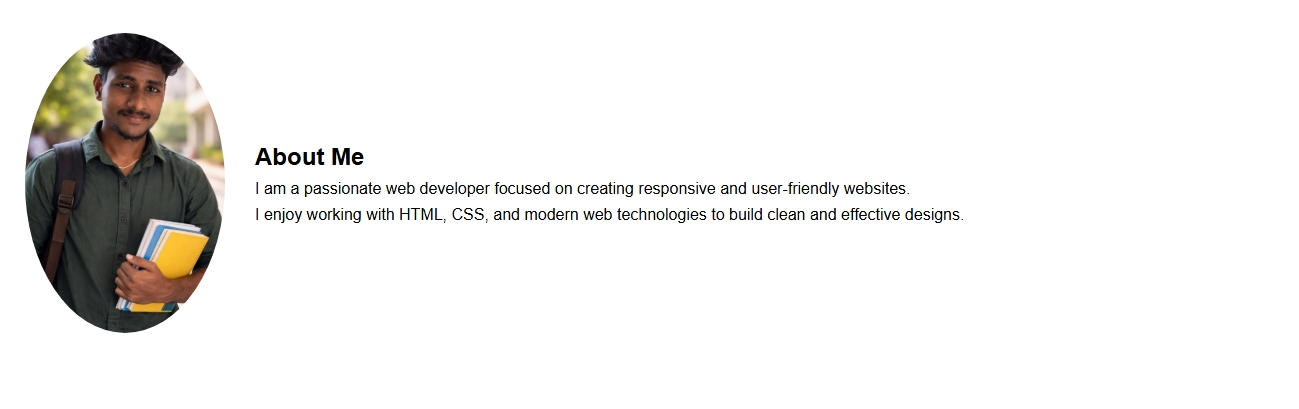 About Me
I am a passionate web developer focused on creating responsive and user-friendly websites.
I enjoy working with HTML, CSS, and modern web technologies to build clean and effective designs.